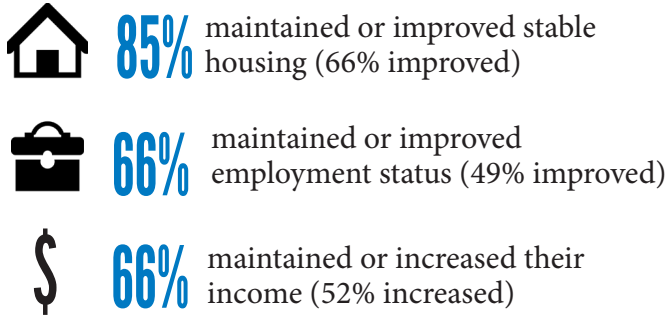 85% maintained or improved stable
housing (66% improved)
66% maintained or improved
employment status (49% improved)
$ 66% maintained or increased their
income (52% increased)